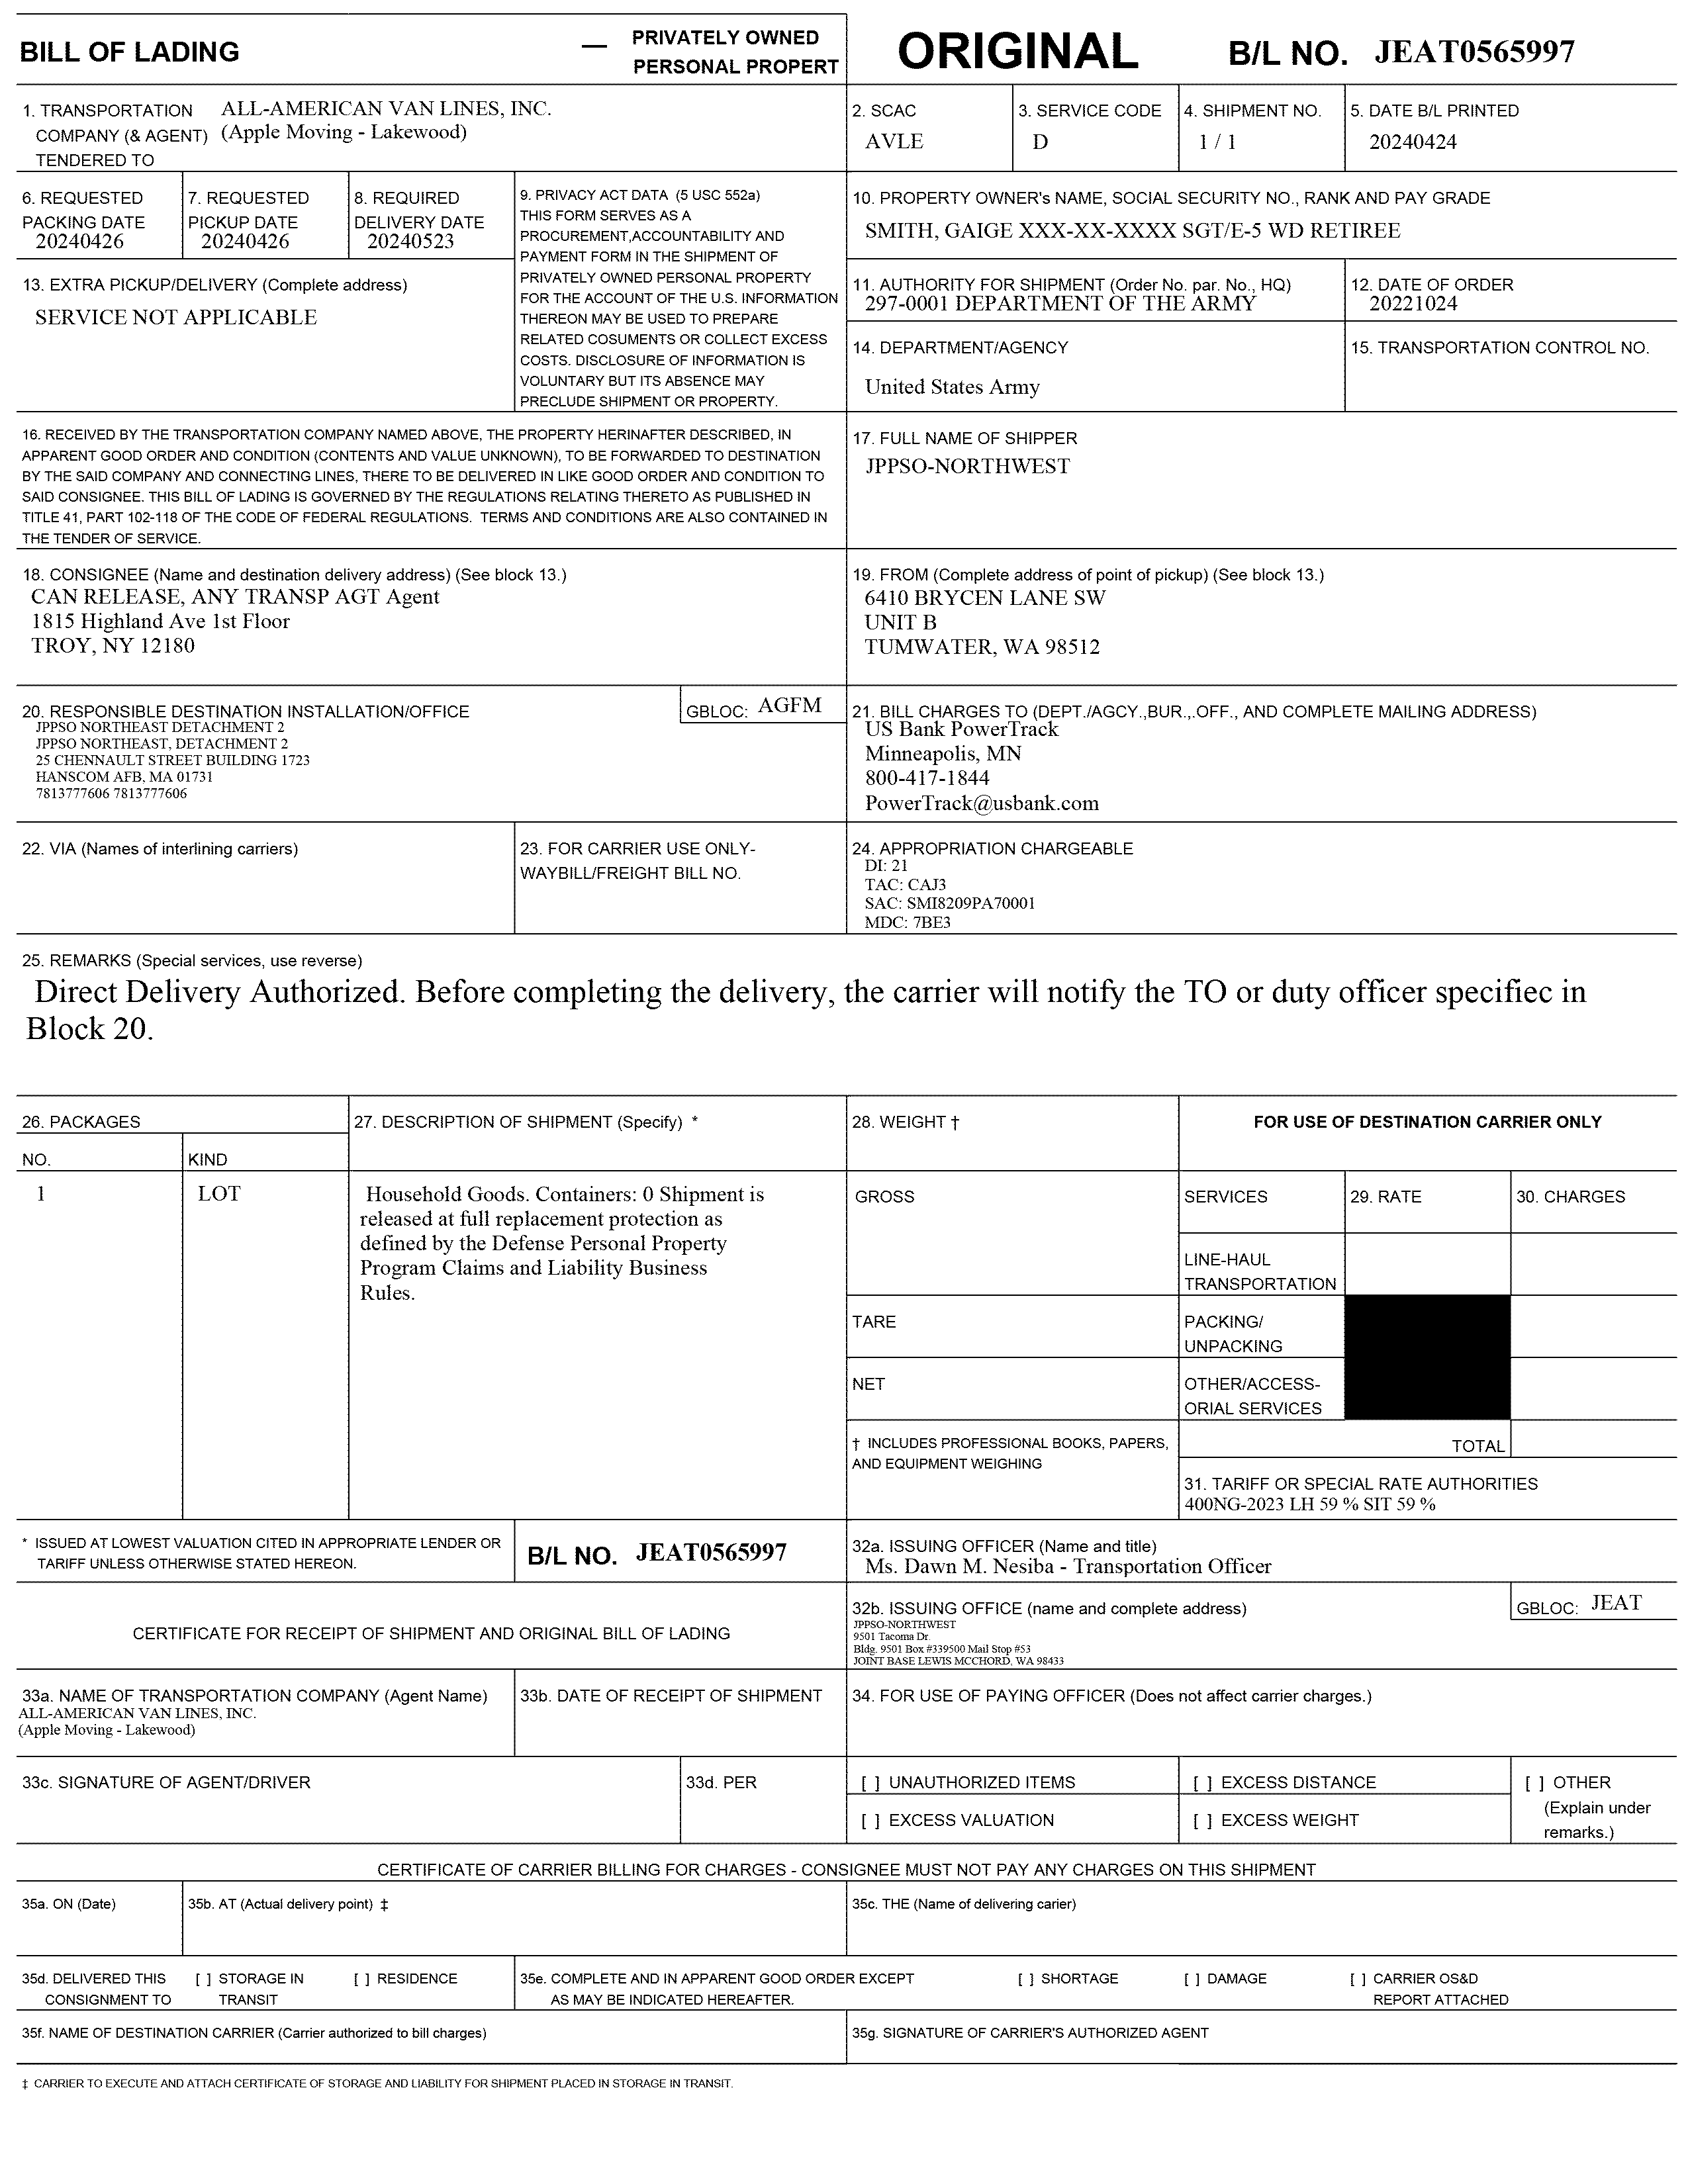 BILL OF LADING
— PRIVATELY OWNED
PERSONAL PROPERT
ORIGINAL
B/L NO. JEAT0565997
1. TRANSPORTATION
COMPANY (& AGENT)
TENDERED TO
ALL-AMERICAN VAN LINES, INC.
(Apple Moving - Lakewood)
2. SCAC
AVLE
3. SERVICE CODE
D
4. SHIPMENT NO.
1 / 1
5. DATE B/L PRINTED
20240424
6. REQUESTED
PACKING DATE
20240426
7. REQUESTED
PICKUP DATE
20240426
8. REQUIRED
DELIVERY DATE
20240523
9. PRIVACY ACT DATA (5 USC 552a)
THIS FORM SERVES AS A
PROCUREMENT,ACCOUNTABILITY AND
PAYMENT FORM IN THE SHIPMENT OF
PRIVATELY OWNED PERSONAL PROPERTY
FOR THE ACCOUNT OF THE U.S. INFORMATION
THEREON MAY BE USED TO PREPARE
RELATED COSUMENTS OR COLLECT EXCESS
COSTS. DISCLOSURE OF INFORMATION IS
VOLUNTARY BUT ITS ABSENCE MAY
PRECLUDE SHIPMENT OR PROPERTY.
10. PROPERTY OWNER's NAME, SOCIAL SECURITY NO., RANK AND PAY GRADE
SMITH, GAIGE XXX-XX-XXXX SGT/E-5 WD RETIREE
11. AUTHORITY FOR SHIPMENT (Order No. par. No., HQ)
297-0001 DEPARTMENT OF THE ARMY
12. DATE OF ORDER
20221024
13. EXTRA PICKUP/DELIVERY (Complete address)
SERVICE NOT APPLICABLE
14. DEPARTMENT/AGENCY
United States Army
15. TRANSPORTATION CONTROL NO.
16. RECEIVED BY THE TRANSPORTATION COMPANY NAMED ABOVE, THE PROPERTY HERINAFTER DESCRIBED, IN
APPARENT GOOD ORDER AND CONDITION (CONTENTS AND VALUE UNKNOWN), TO BE FORWARDED TO DESTINATION
BY THE SAID COMPANY AND CONNECTING LINES, THERE TO BE DELIVERED IN LIKE GOOD ORDER AND CONDITION TO
SAID CONSIGNEE. THIS BILL OF LADING IS GOVERNED BY THE REGULATIONS RELATING THERETO AS PUBLISHED IN
TITLE 41, PART 102-118 OF THE CODE OF FEDERAL REGULATIONS. TERMS AND CONDITIONS ARE ALSO CONTAINED IN
THE TENDER OF SERVICE.
17. FULL NAME OF SHIPPER
JPPSO-NORTHWEST
18. CONSIGNEE (Name and destination delivery address) (See block 13.)
CAN RELEASE, ANY TRANSP AGT Agent
1815 Highland Ave 1st Floor
TROY, NY 12180
19. FROM (Complete address of point of pickup) (See block 13.)
6410 BRYCEN LANE SW
UNIT B
TUMWATER, WA 98512
20. RESPONSIBLE DESTINATION INSTALLATION/OFFICE
GBLOC: AGFM
JPPSO NORTHEAST DETACHMENT 2
JPPSO NORTHEAST, DETACHMENT 2
25 CHENNAULT STREET BUILDING 1723
HANSCOM AFB, MA 01731
7813777606 7813777606
21. BILL CHARGES TO (DEPT./AGCY.,BUR.,.OFF., AND COMPLETE MAILING ADDRESS)
US Bank PowerTrack
Minneapolis, MN
800-417-1844
PowerTrack@usbank.com
22. VIA (Names of interlining carriers)
23. FOR CARRIER USE ONLY-
WAYBILL/FREIGHT BILL NO.
24. APPROPRIATION CHARGEABLE
DI: 21
TAC: CAJ3
SAC: SMI8209PA70001
MDC: 7BE3
25. REMARKS (Special services, use reverse)
Direct Delivery Authorized. Before completing the delivery, the carrier will notify the TO or duty officer specifiec in
Block 20.
26. PACKAGES
NO.
KIND
27. DESCRIPTION OF SHIPMENT (Specify) *
28. WEIGHT †
FOR USE OF DESTINATION CARRIER ONLY
1
LOT
Household Goods. Containers: 0 Shipment is
released at full replacement protection as
defined by the Defense Personal Property
Program Claims and Liability Business
Rules.
GROSS
TARE
NET
† INCLUDES PROFESSIONAL BOOKS, PAPERS,
AND EQUIPMENT WEIGHING
SERVICES
29. RATE
30. CHARGES
LINE-HAUL
TRANSPORTATION
PACKING/
UNPACKING
OTHER/ACCESS-
ORIAL SERVICES
TOTAL
31. TARIFF OR SPECIAL RATE AUTHORITIES
400NG-2023 LH 59 % SIT 59 %
* ISSUED AT LOWEST VALUATION CITED IN APPROPRIATE LENDER OR
TARIFF UNLESS OTHERWISE STATED HEREON.
B/L NO. JEAT0565997
32a. ISSUING OFFICER (Name and title)
Ms. Dawn M. Nesiba - Transportation Officer
CERTIFICATE FOR RECEIPT OF SHIPMENT AND ORIGINAL BILL OF LADING
32b. ISSUING OFFICE (name and complete address)
GBLOC: JEAT
JPPSO-NORTHWEST
9501 Tacoma Dr.
Bldg. 9501 Box #339500 Mail Stop #53
JOINT BASE LEWIS MCCHORD, WA 98433
33a. NAME OF TRANSPORTATION COMPANY (Agent Name)
ALL-AMERICAN VAN LINES, INC.
(Apple Moving - Lakewood)
33b. DATE OF RECEIPT OF SHIPMENT
34. FOR USE OF PAYING OFFICER (Does not affect carrier charges.)
33c. SIGNATURE OF AGENT/DRIVER
33d. PER
[ ] UNAUTHORIZED ITEMS
[ ] EXCESS DISTANCE
[ ] OTHER
(Explain under
remarks.)
[ ] EXCESS VALUATION
[ ] EXCESS WEIGHT
CERTIFICATE OF CARRIER BILLING FOR CHARGES - CONSIGNEE MUST NOT PAY ANY CHARGES ON THIS SHIPMENT
35a. ON (Date)
35b. AT (Actual delivery point) ‡
35c. THE (Name of delivering carier)
35d. DELIVERED THIS
CONSIGNMENT TO
[ ] STORAGE IN
TRANSIT
[ ] RESIDENCE
35e. COMPLETE AND IN APPARENT GOOD ORDER EXCEPT
AS MAY BE INDICATED HEREAFTER.
[ ] SHORTAGE
[ ] DAMAGE
[ ] CARRIER OS&D
REPORT ATTACHED
35f. NAME OF DESTINATION CARRIER (Carrier authorized to bill charges)
35g. SIGNATURE OF CARRIER'S AUTHORIZED AGENT
‡ CARRIER TO EXECUTE AND ATTACH CERTIFICATE OF STORAGE AND LIABILITY FOR SHIPMENT PLACED IN STORAGE IN TRANSIT.